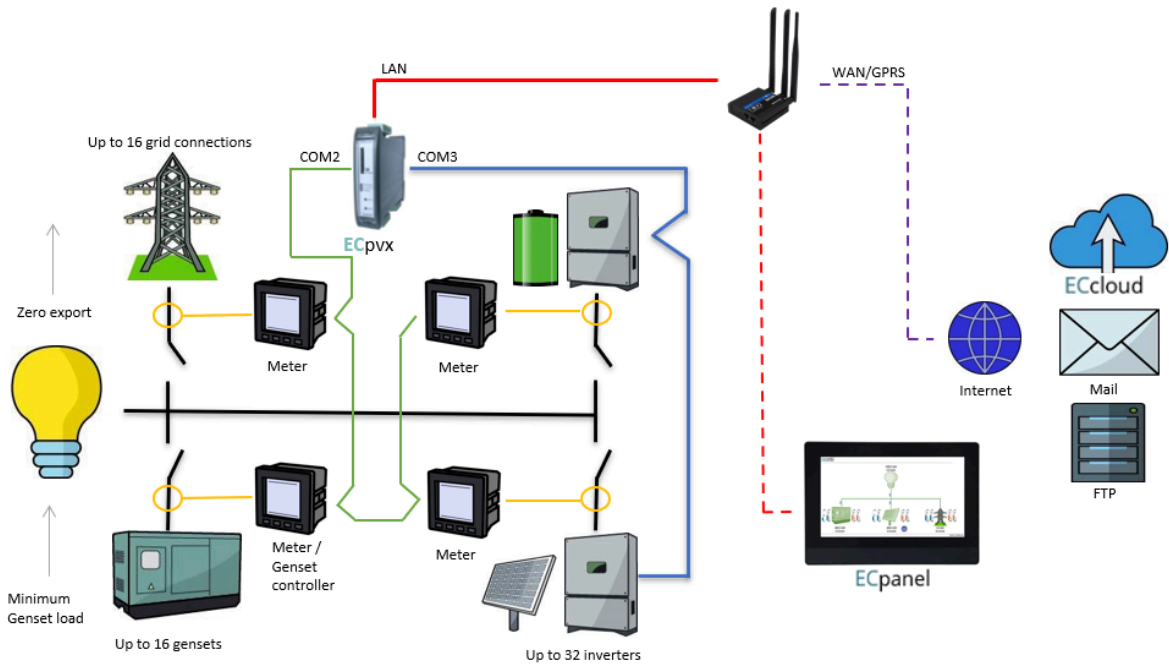 LAN
WAN/GPRS
Up to 16 grid connections
COM2
COM3
ECpvx
ECcloud
Zero export
Meter
Meter
Internet
Mail
FTP
Meter /
Genset
controller
Meter
ECpanel
Minimum
Genset load
Up to 16 gensets
Up to 32 inverters